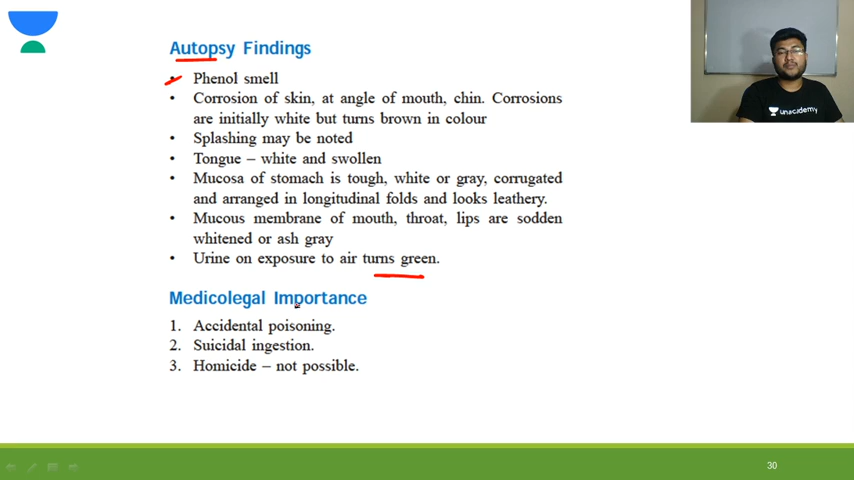 Autopsy Findings
• Phenol smell
• Corrosion of skin, at angle of mouth, chin. Corrosions
are initially white but turns brown in colour
• Splashing may be noted
• Tongue – white and swollen
• Mucosa of stomach is tough, white or gray, corrugated
and arranged in longitudinal folds and looks leathery.
• Mucous membrane of mouth, throat, lips are sodden
whitened or ash gray
• Urine on exposure to air turns green.
Medicolegal Importance
1. Accidental poisoning.
2. Suicidal ingestion.
3. Homicide – not possible.
unacademy
30